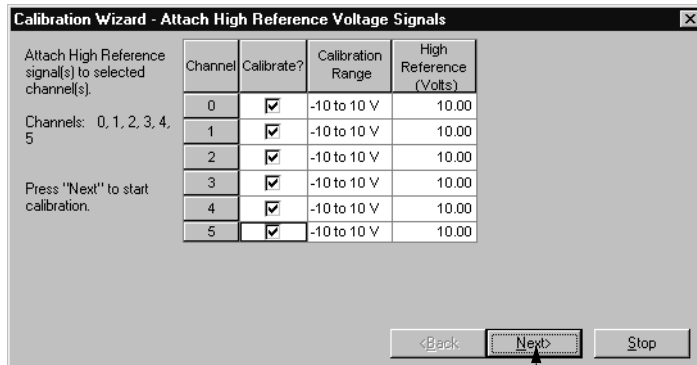 Calibration Wizard - Attach High Reference Voltage Signals
Attach High Reference
signal(s) to selected
channel(s).
Channels: 0, 1, 2, 3, 4,
5
Press "Next" to start
calibration.
Channel Calibrate? Calibration Range High Reference (Volts)
0 -10 to 10 V 10.00
1 -10 to 10 V 10.00
2 -10 to 10 V 10.00
3 -10 to 10 V 10.00
4 -10 to 10 V 10.00
5 -10 to 10 V 10.00
<Back Next> Stop